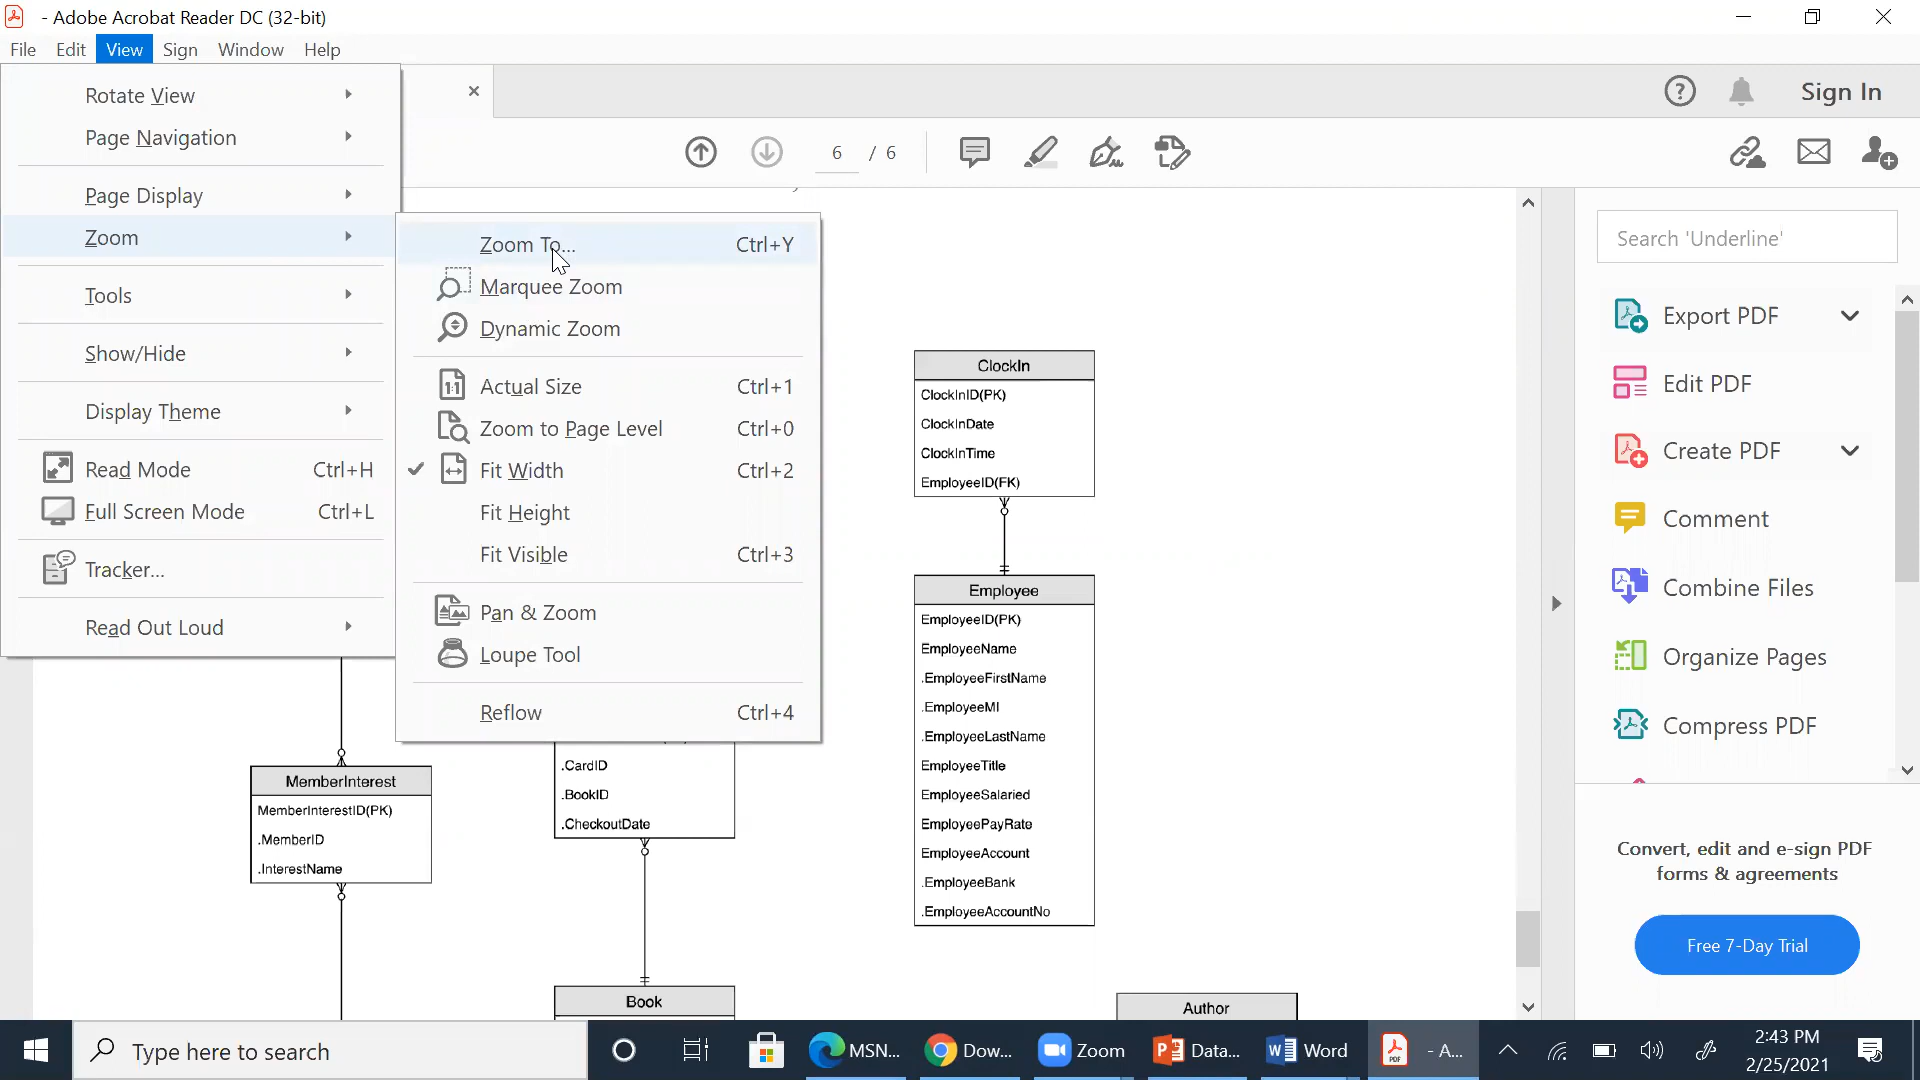 - Adobe Acrobat Reader DC (32-bit)
File Edit View Sign Window Help
Rotate View
Page Navigation
Page Display
Zoom
Tools
Show/Hide
Display Theme
Read Mode Ctrl+H
Full Screen Mode Ctrl+L
Tracker...
Read Out Loud
Zoom To... Ctrl+Y
Marquee Zoom
Dynamic Zoom
Actual Size Ctrl+1
Zoom to Page Level Ctrl+0
Fit Width Ctrl+2
Fit Height
Fit Visible Ctrl+3
Pan & Zoom
Loupe Tool
Reflow Ctrl+4
Sign In
6 / 6
ClockIn
ClockInID(PK)
ClockInDate
ClockInTime
EmployeeID(FK)
Employee
EmployeeID(PK)
EmployeeName
.EmployeeFirstName
.EmployeeMI
.EmployeeLastName
EmployeeTitle
EmployeeSalaried
EmployeePayRate
EmployeeAccount
.EmployeeBank
.EmployeeAccountNo
.CardID
.BookID
.CheckoutDate
MemberInterest
MemberInterestID(PK)
.MemberID
.InterestName
Book
Author
Search 'Underline'
Export PDF
Edit PDF
Create PDF
Comment
Combine Files
Organize Pages
Compress PDF
Convert, edit and e-sign PDF
forms & agreements
Free 7-Day Trial
Type here to search
MSN...
Dow...
Zoom
Data...
Word
- A...
2:43 PM
2/25/2021